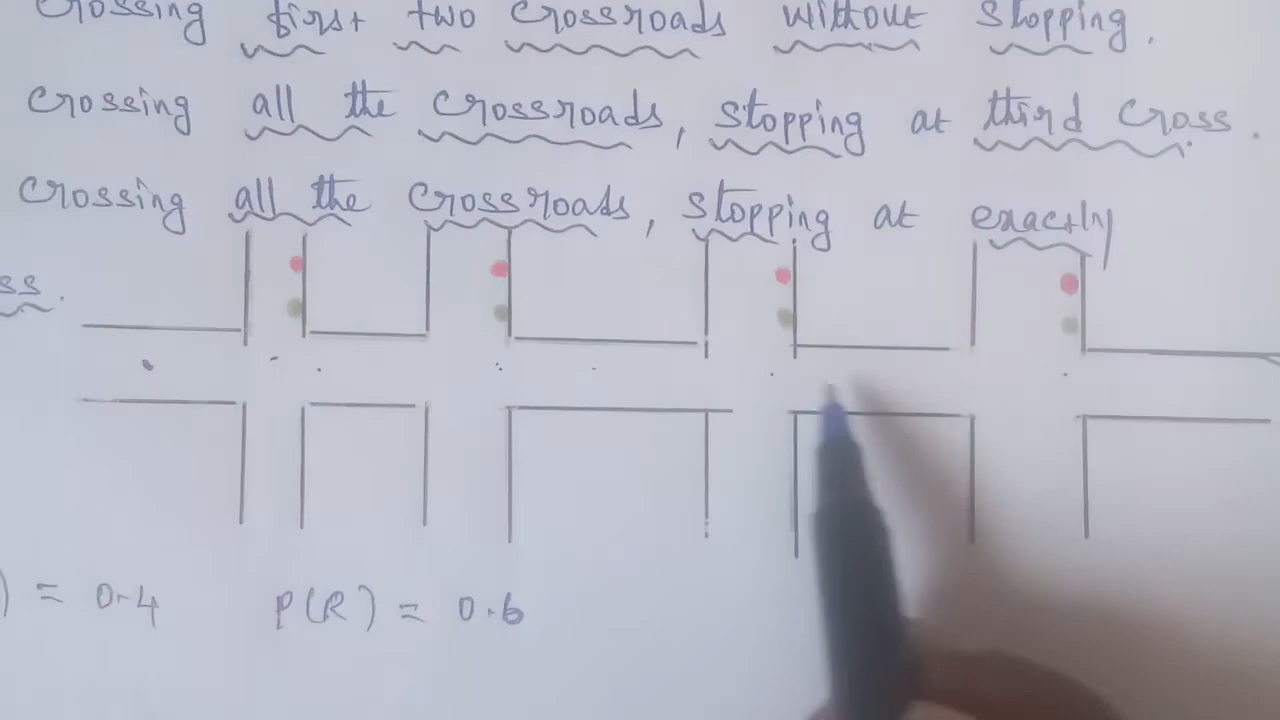 Crossing first two Crossroads without stopping.
Crossing all the Crossroads, stopping at third Cross.
Crossing all the Crossroads, stopping at exactly
ss.
) = 0.4 P(R) = 0.6